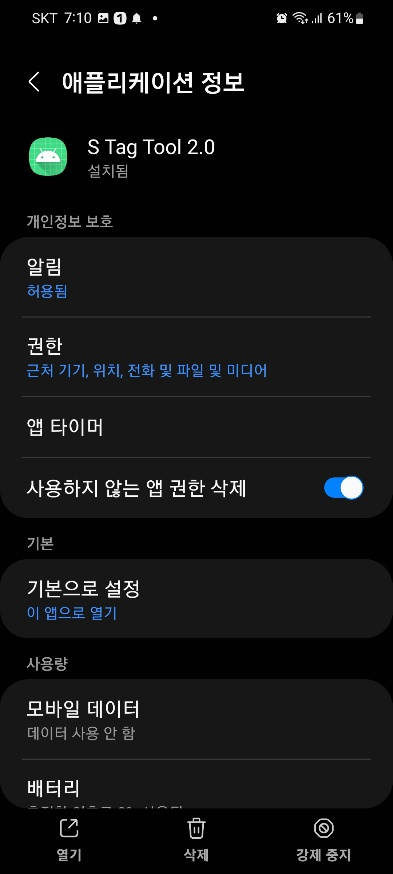 SKT 7:10 1 61%
애플리케이션 정보
S Tag Tool 2.0
설치됨
개인정보 보호
알림
허용됨
권한
근처 기기, 위치, 전화 및 파일 및 미디어
앱 타이머
사용하지 않는 앱 권한 삭제
기본
기본으로 설정
이 앱으로 열기
사용량
모바일 데이터
데이터 사용 안 함
배터리
열기
삭제
강제 중지